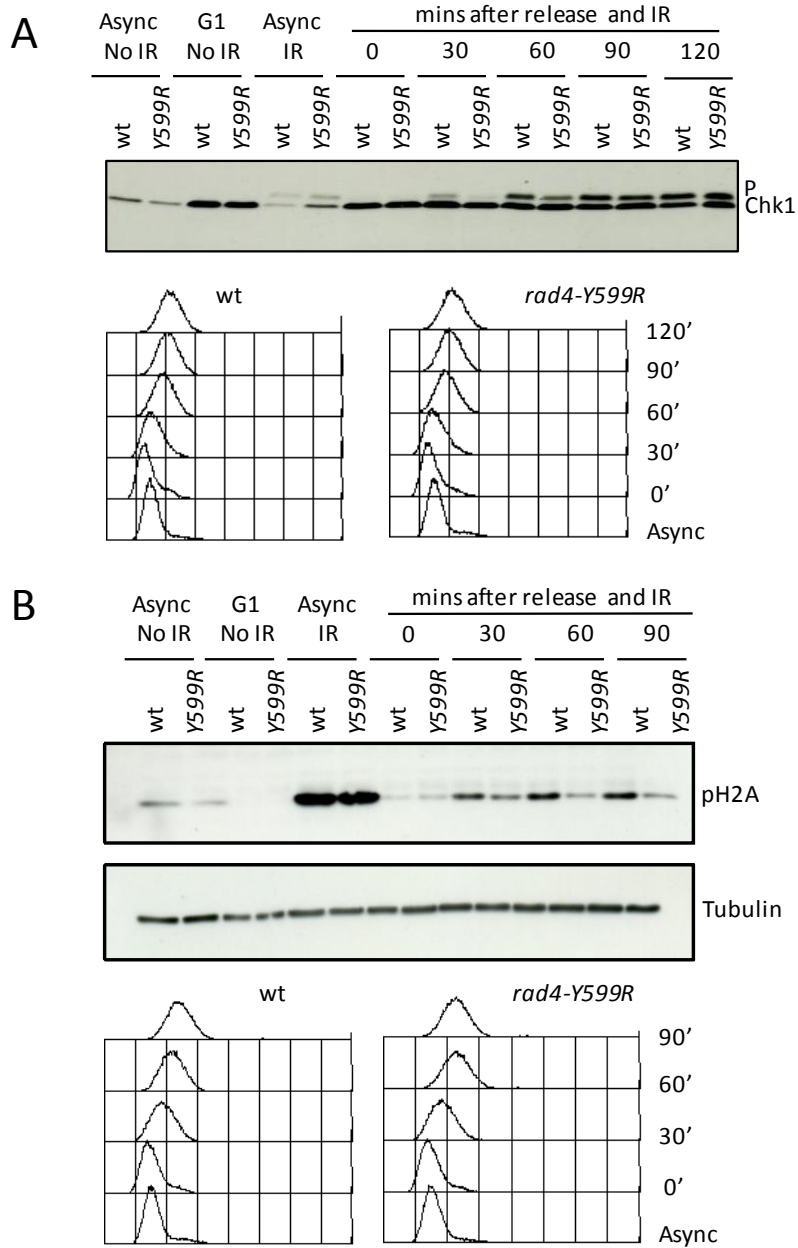 A
Async No IR
G1 No IR
Async IR
mins after release and IR
0 30 60 90 120
wt Y599R wt Y599R wt Y599R wt Y599R wt Y599R wt Y599R wt Y599R wt Y599R
P
Chk1
wt
rad4-Y599R
120’
90’
60’
30’
0’
Async
B
Async No IR
G1 No IR
Async IR
mins after release and IR
0 30 60 90
wt Y599R wt Y599R wt Y599R wt Y599R wt Y599R wt Y599R wt Y599R
pH2A
Tubulin
wt
rad4-Y599R
90’
60’
30’
0’
Async